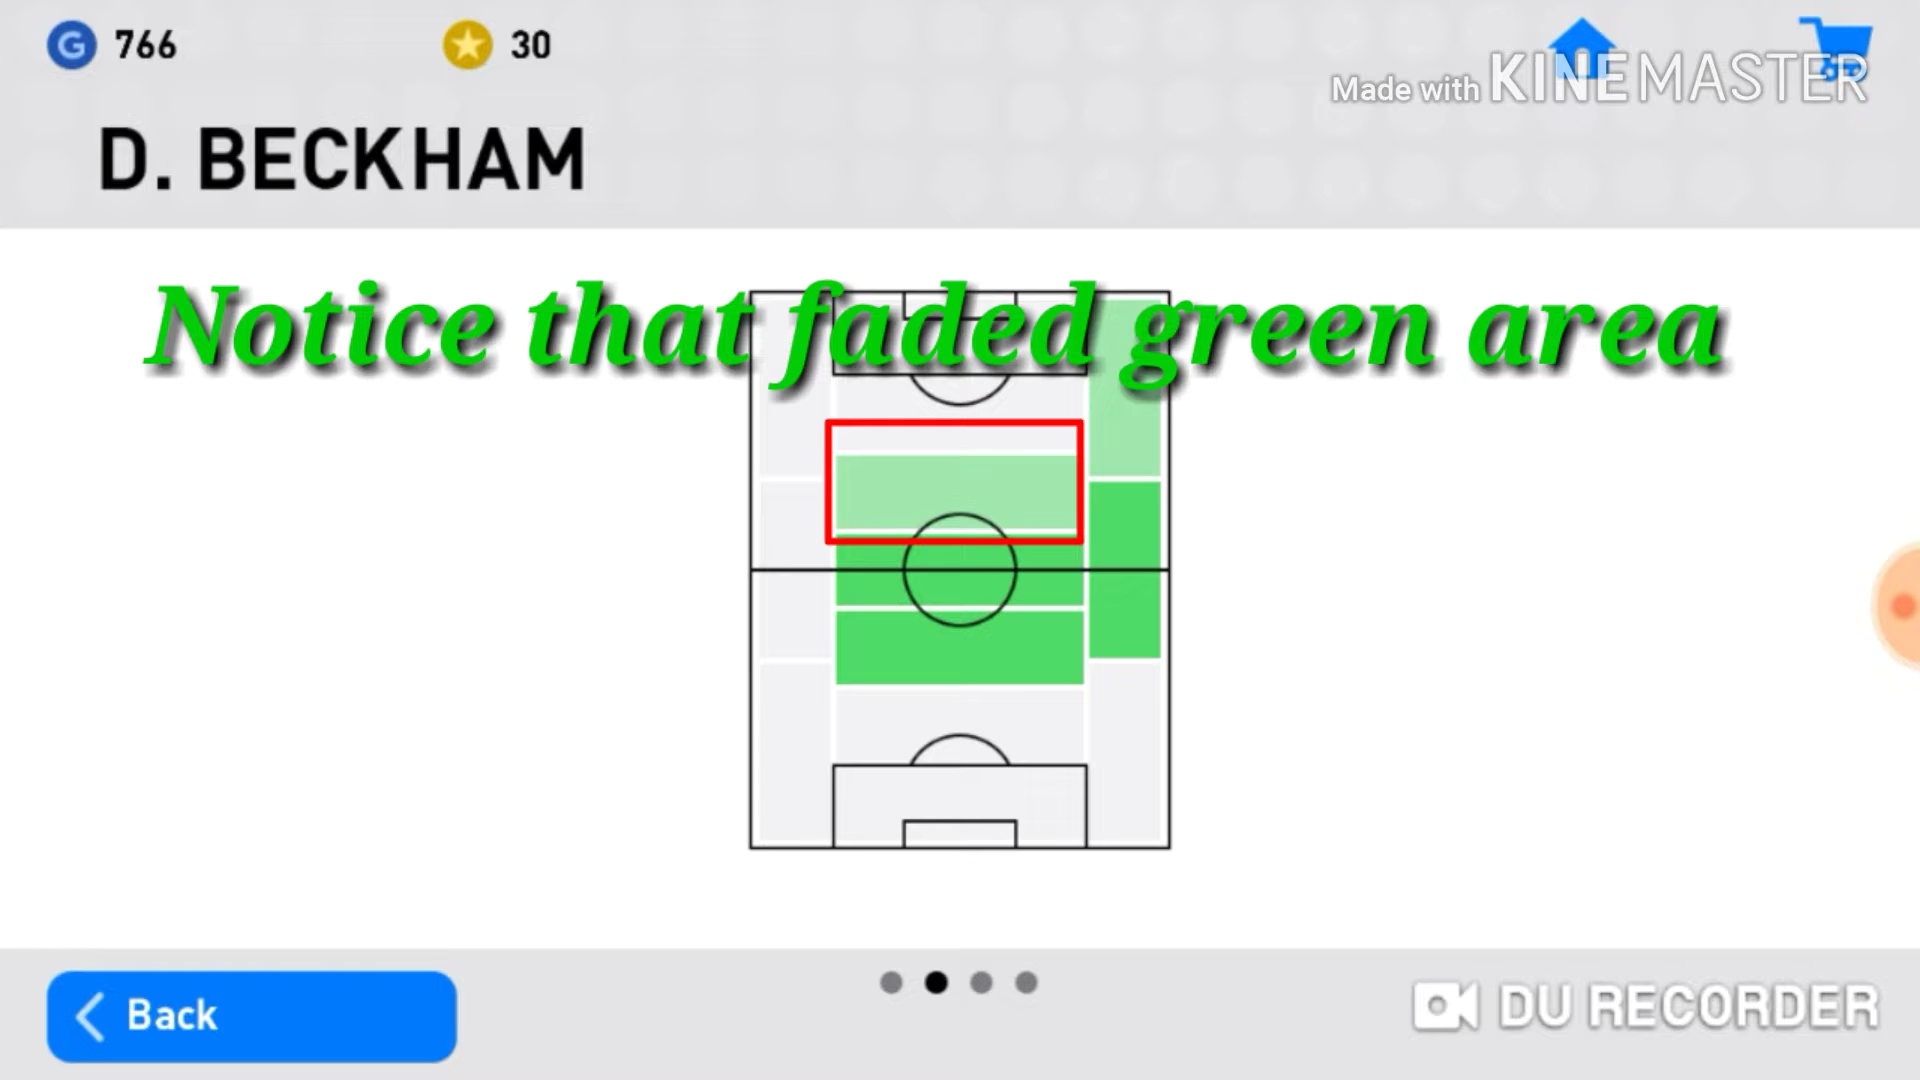 G 766
30
Made with KINEMASTER
D. BECKHAM
Notice that faded green area
Back
DU RECORDER